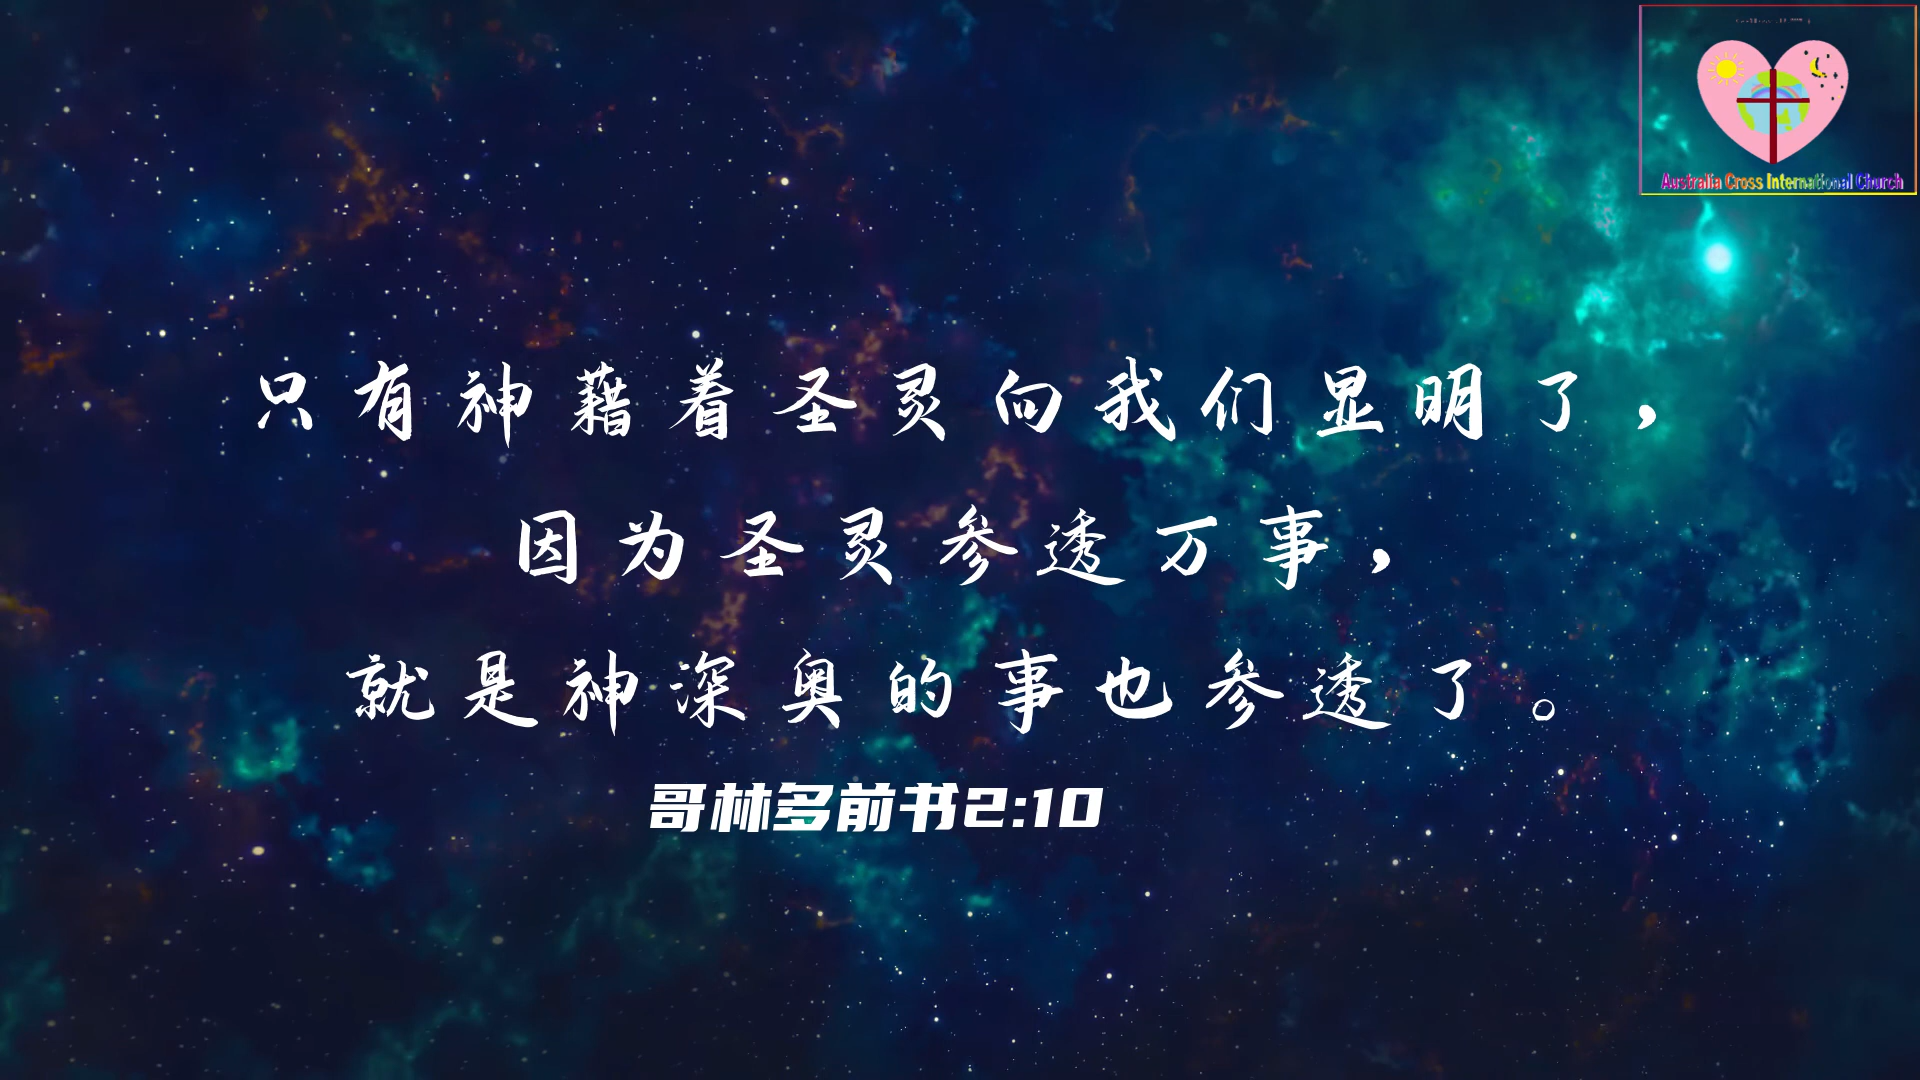 Australia Cross International Church
只有神藉着圣灵向我们显明了，
因为圣灵参透万事，
就是神深奥的事也参透了。
哥林多前书2:10